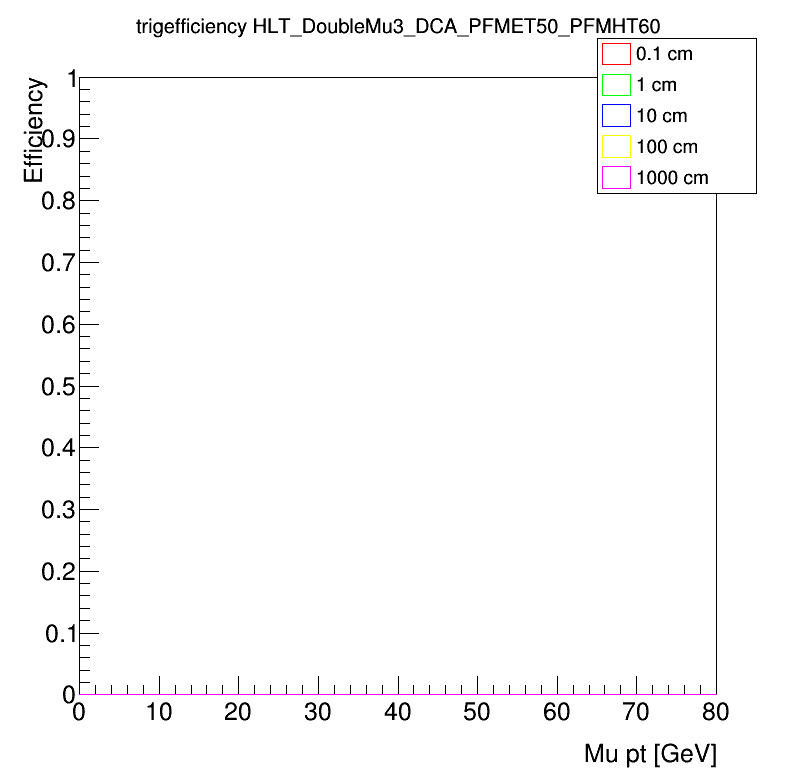 trigefficiency HLT_DoubleMu3_DCA_PFMET50_PFMHT60
0.1 cm
1 cm
10 cm
100 cm
1000 cm
Efficiency
1
0.9
0.8
0.7
0.6
0.5
0.4
0.3
0.2
0.1
0
0 10 20 30 40 50 60 70 80
Mu pt [GeV]